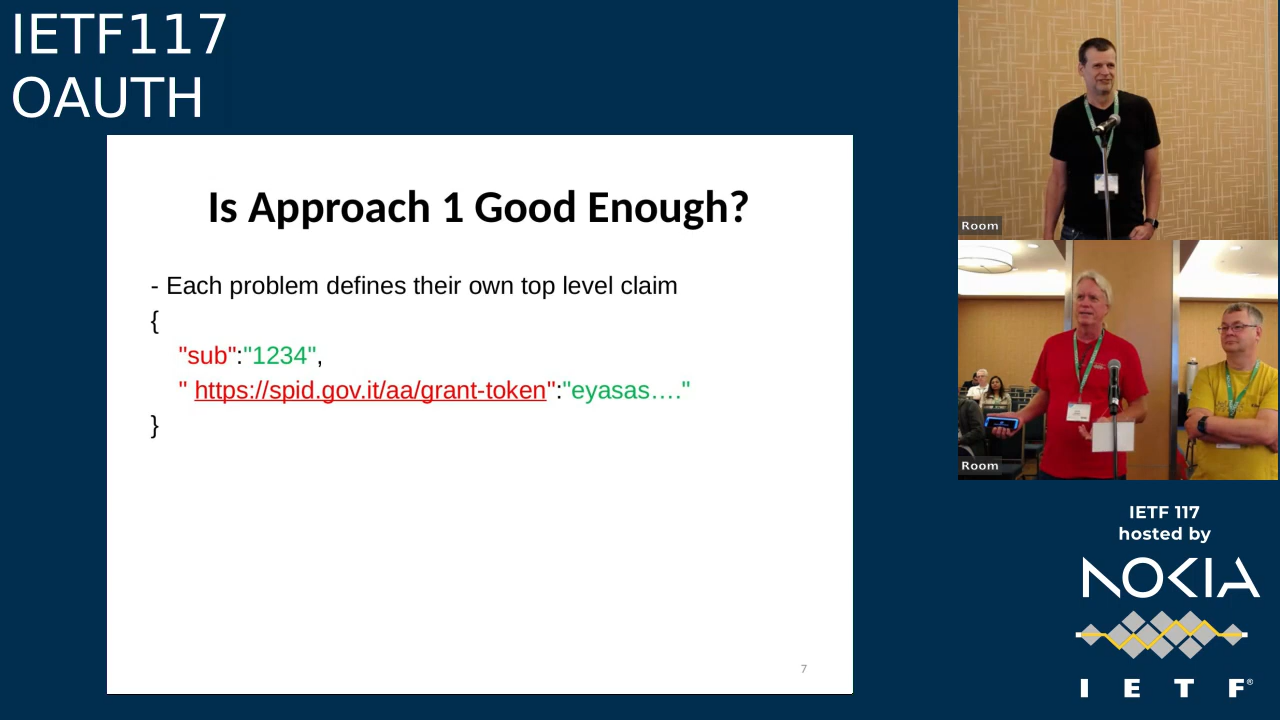 IETF117
OAUTH
Is Approach 1 Good Enough?
- Each problem defines their own top level claim
{
"sub":"1234",
" https://spid.gov.it/aa/grant-token":"eyasas…."
}
7
Room
Room
IETF 117
hosted by
NOKIA
I E T F®